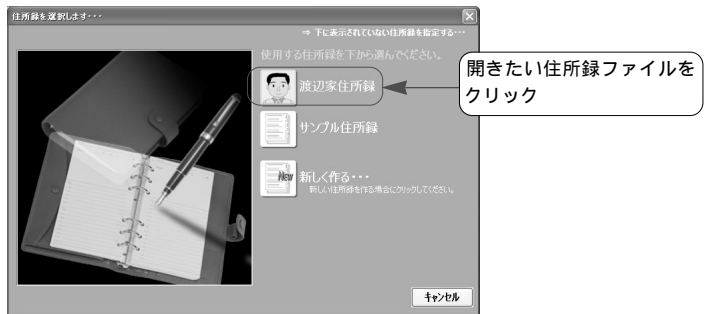 住所録を選択します・・・
⇒ 下に表示されていない住所録を指定する・・・
使用する住所録を下から選んでください。
渡辺家住所録
開きたい住所録ファイルを
クリック
サンプル住所録
New 新しく作る・・・
新しい住所録を作る場合にクリックしてください。
キャンセル